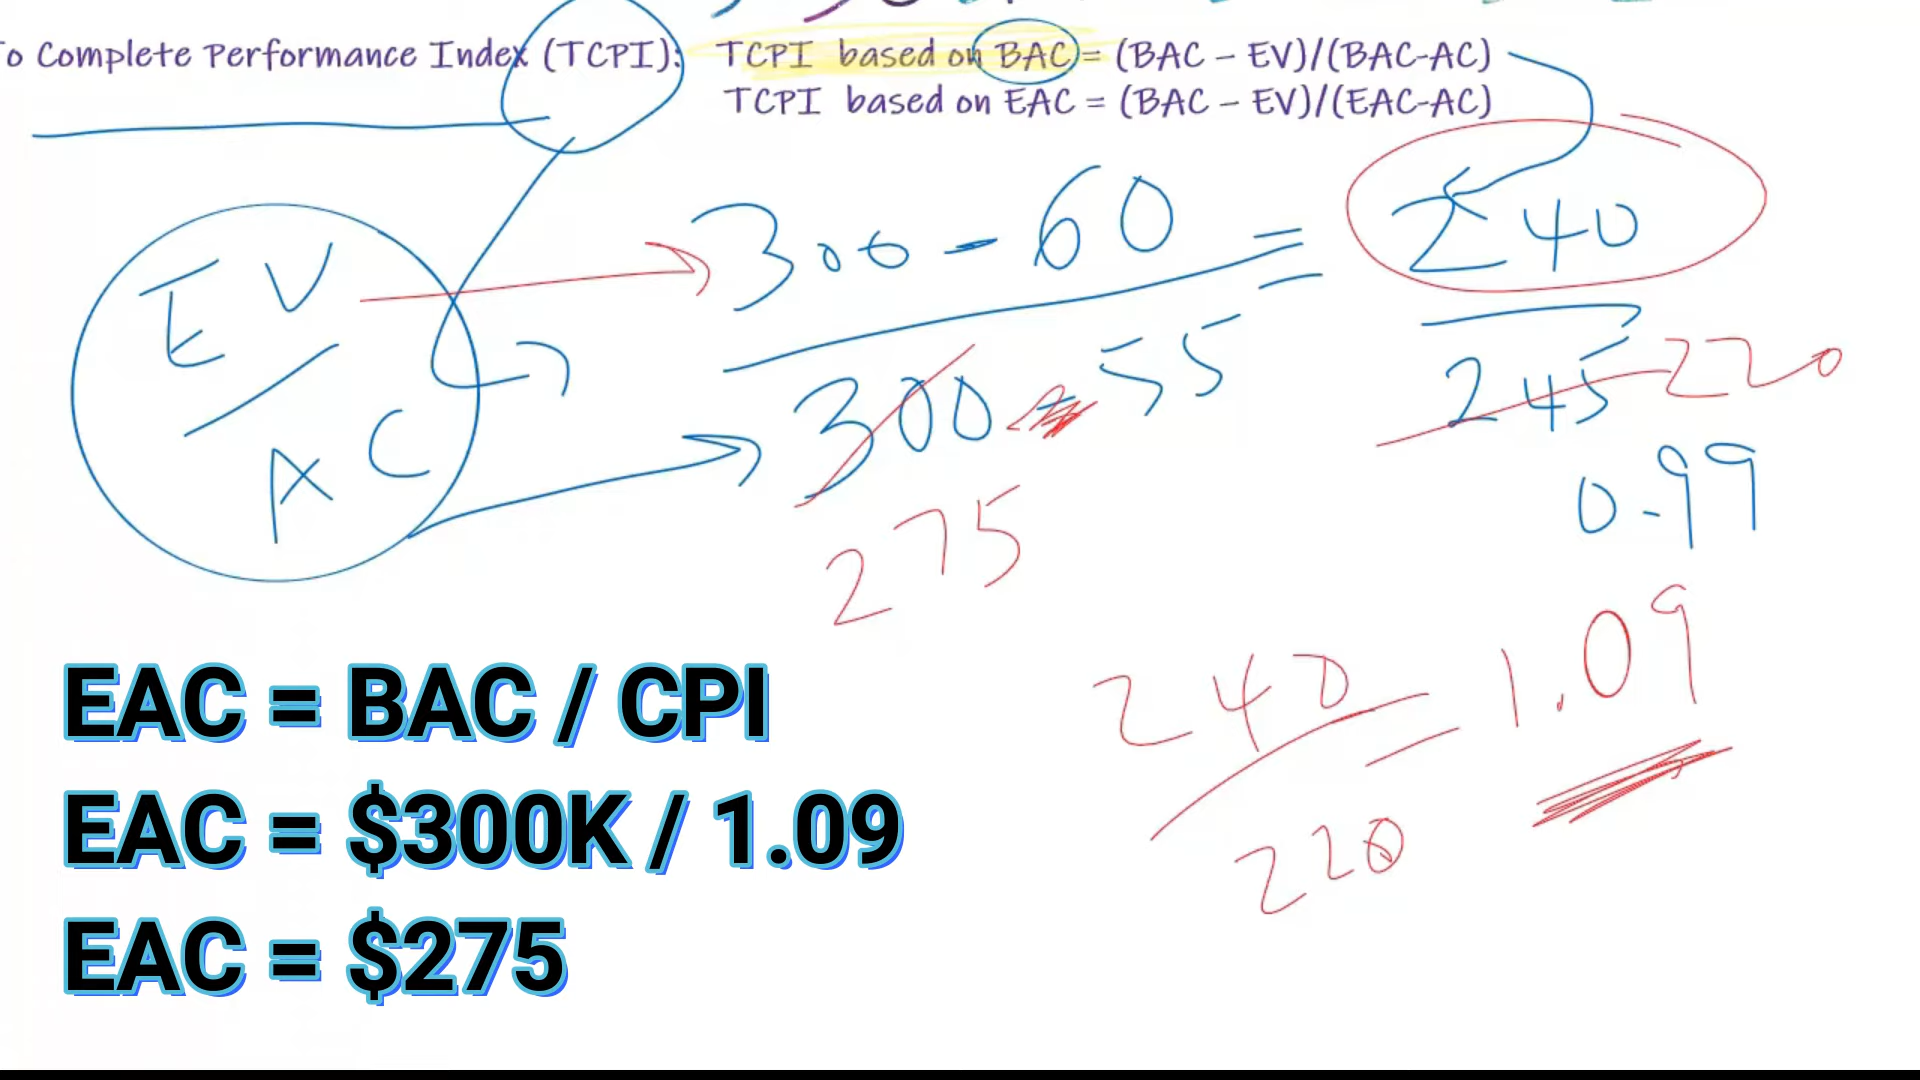 o Complete Performance Index (TCPI): TCPI based on BAC = (BAC – EV)/(BAC-AC)
TCPI based on EAC = (BAC – EV)/(EAC-AC)
EV
AC
300 - 60 = 240
300 - 55
245 220
275
0.99
240 = 1.09
220
EAC = BAC / CPI
EAC = $300K / 1.09
EAC = $275